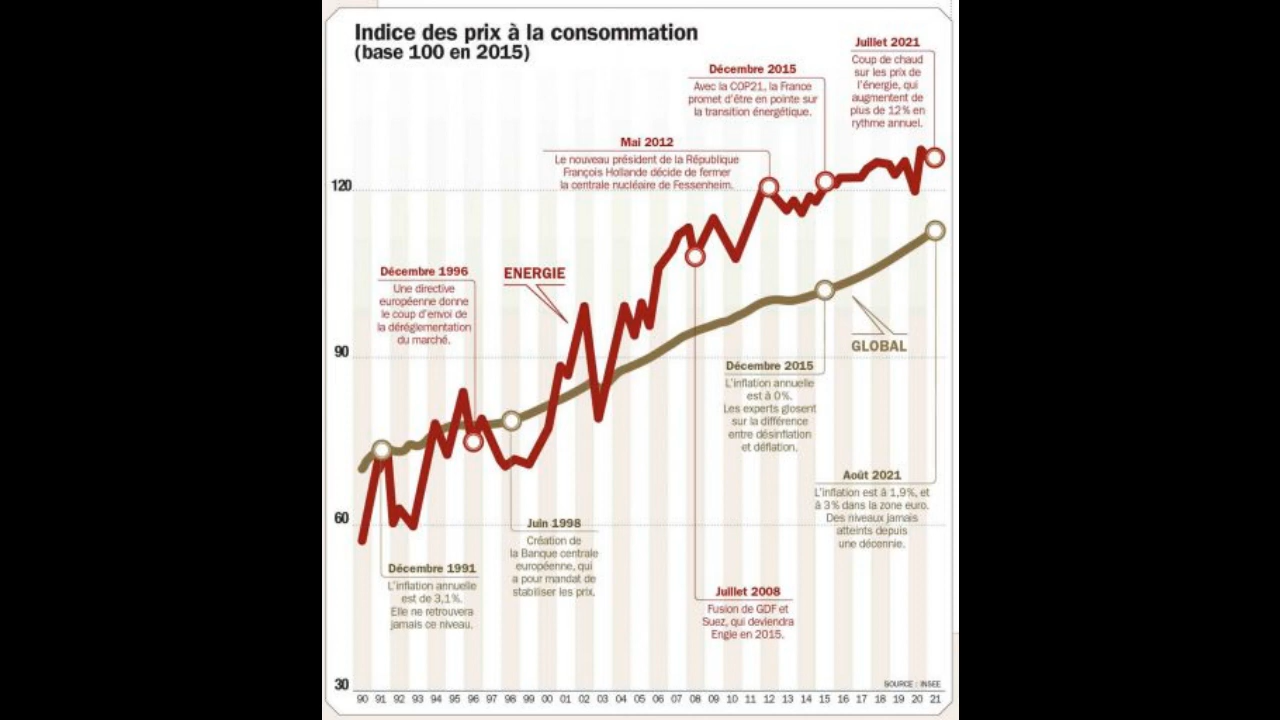 Indice des prix à la consommation
(base 100 en 2015)
Juillet 2021
Coup de chaud
sur les prix de
l'énergie, qui
augmentent de
plus de 12% en
rythme annuel.
Décembre 2015
Avec la COP21, la France
promet d'être en pointe sur
la transition énergétique.
Mai 2012
Le nouveau président de la République
François Hollande décide de fermer
la centrale nucléaire de Fessenheim.
120
Décembre 1996
Une directive
européenne donne
le coup d'envoi de
la déréglementation
du marché.
ENERGIE
GLOBAL
90
Décembre 2015
L'inflation annuelle
est à 0%.
Les experts glosent
sur la différence
entre désinflation
et déflation.
Août 2021
L'inflation est à 1,9%, et
à 3% dans la zone euro.
Des niveaux jamais
atteints depuis
une décennie.
60
Juin 1998
Création de
la Banque centrale
européenne, qui
a pour mandat de
stabiliser les prix.
Décembre 1991
L'inflation annuelle
est de 3,1%.
Elle ne retrouvera
jamais ce niveau.
Juillet 2008
Fusion de GDF et
Suez, qui deviendra
Engie en 2015.
30
SOURCE : INSEE
90 91 92 93 94 95 96 97 98 99 00 01 02 03 04 05 06 07 08 09 10 11 12 13 14 15 16 17 18 19 20 21